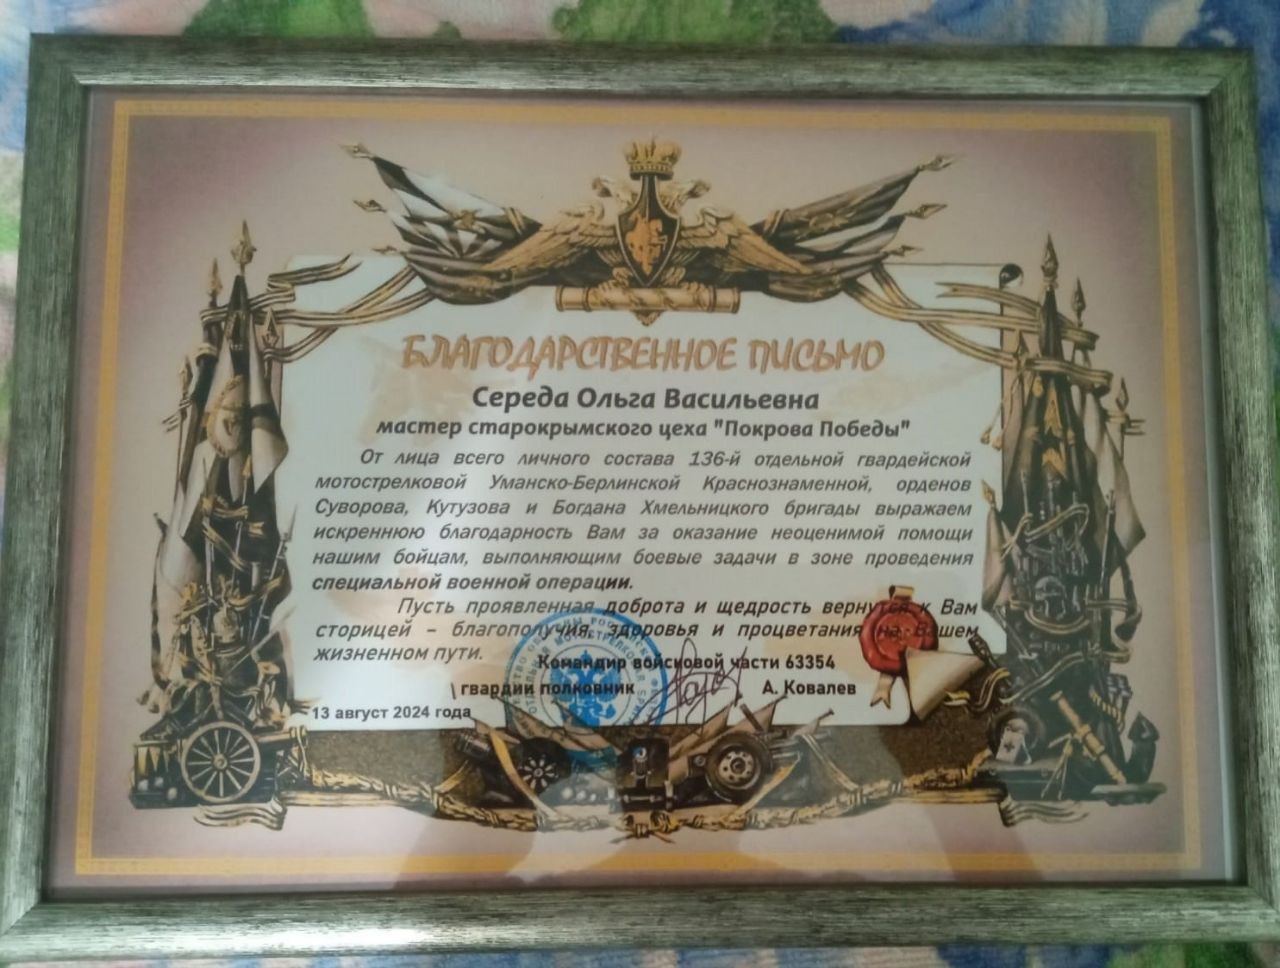 БЛАГОДАРСТВЕННОЕ ПИСЬМО
Середа Ольга Васильевна
мастер старокрымского цеха "Покрова Победы"
От лица всего личного состава 136-й отдельной гвардейской
мотострелковой Уманско-Берлинской Краснознаменной, орденов
Суворова, Кутузова и Богдана Хмельницкого бригады выражаем
искреннюю благодарность Вам за оказание неоценимой помощи
нашим бойцам, выполняющим боевые задачи в зоне проведения
специальной военной операции.
Пусть проявленная доброта и щедрость вернутся к Вам
сторицей – благополучия, здоровья и процветания на Вашем
жизненном пути.
Командир войсковой части 63354
гвардии полковник А. Ковалев
13 август 2024 года